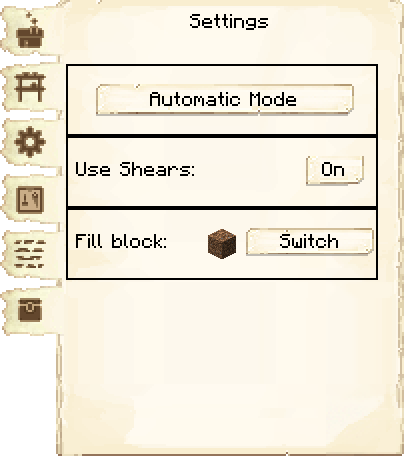 Settings
Automatic Mode
Use Shears:
On
Fill block:
Switch